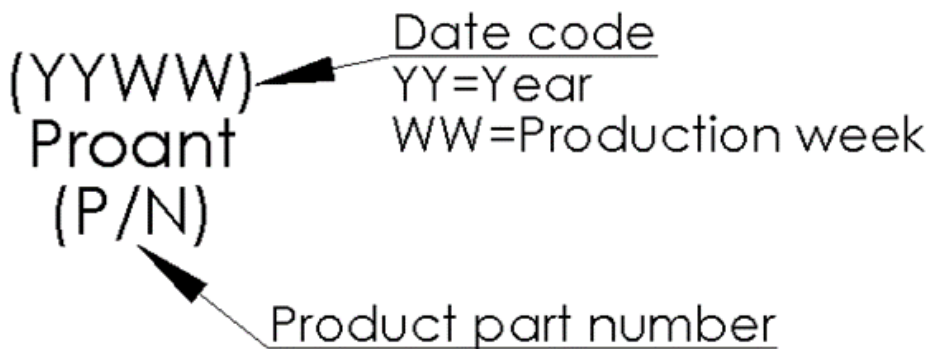 (YYWW)
Proant
(P/N)
Date code
YY=Year
WW=Production week
Product part number